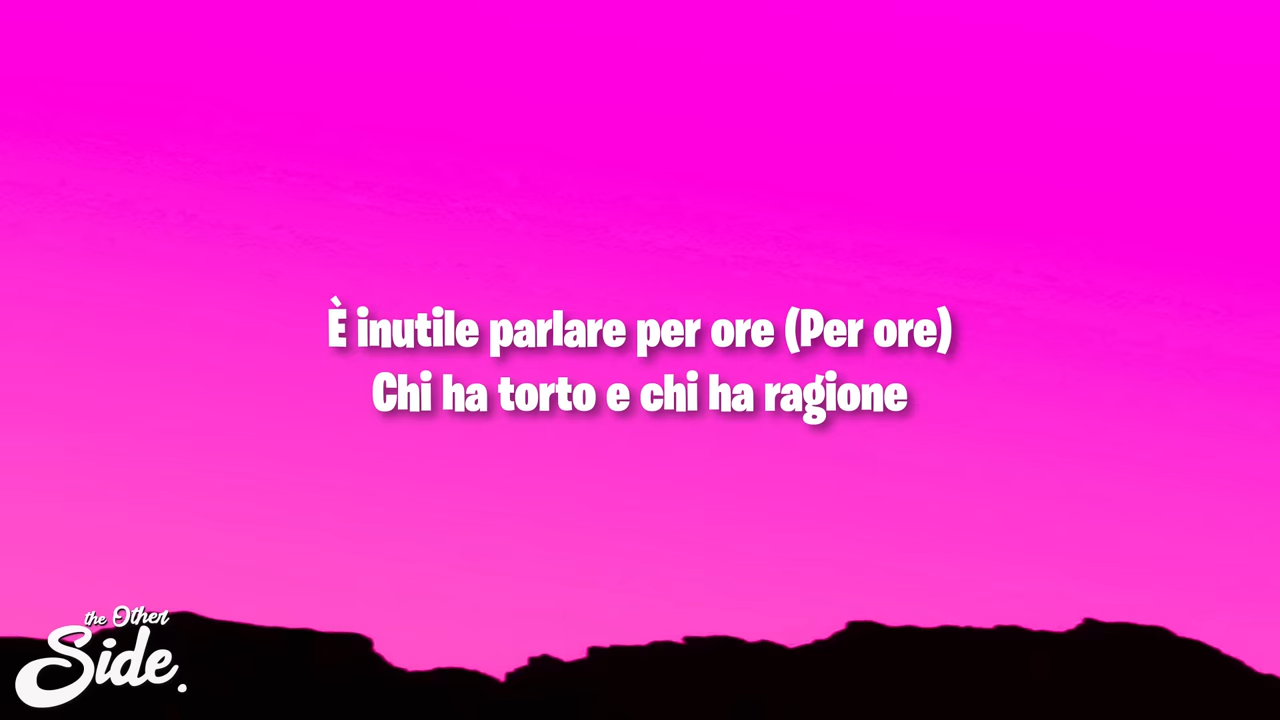 È inutile parlare per ore (Per ore)
Chi ha torto e chi ha ragione
the Other
Side.